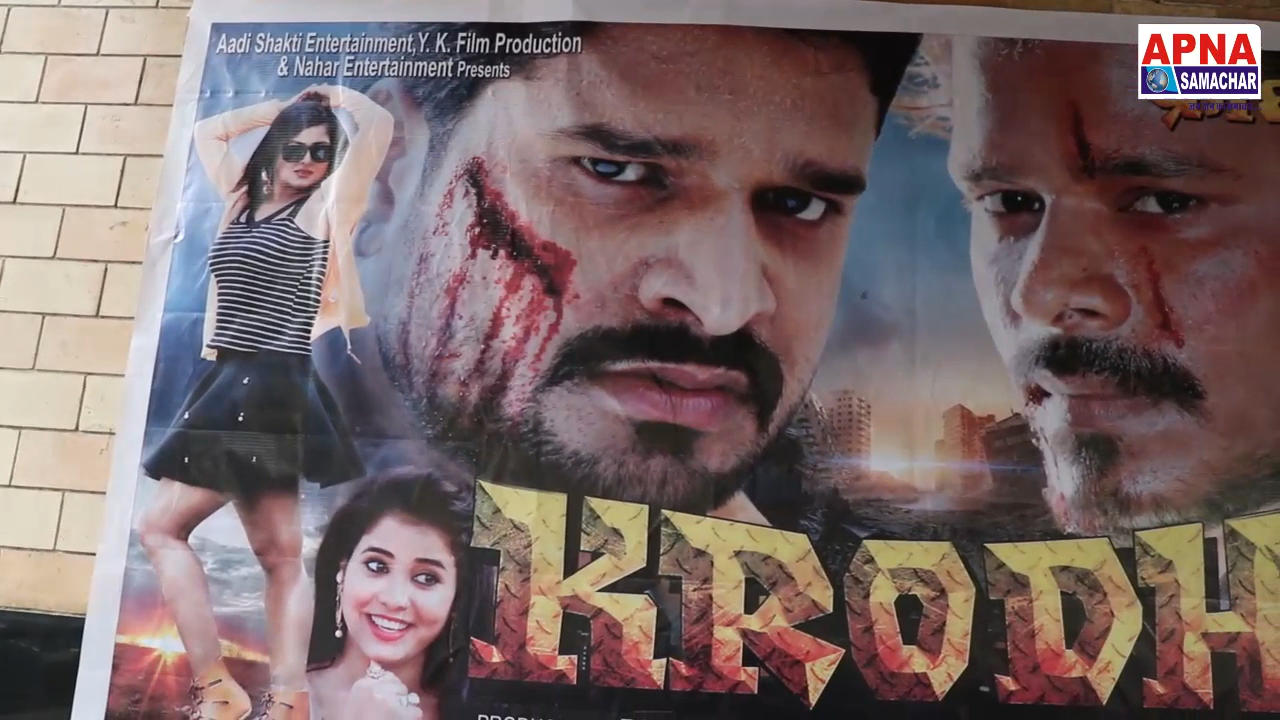 Aadi Shakti Entertainment,Y. K. Film Production
& Nahar Entertainment Presents
APNA
SAMACHAR
KRODH